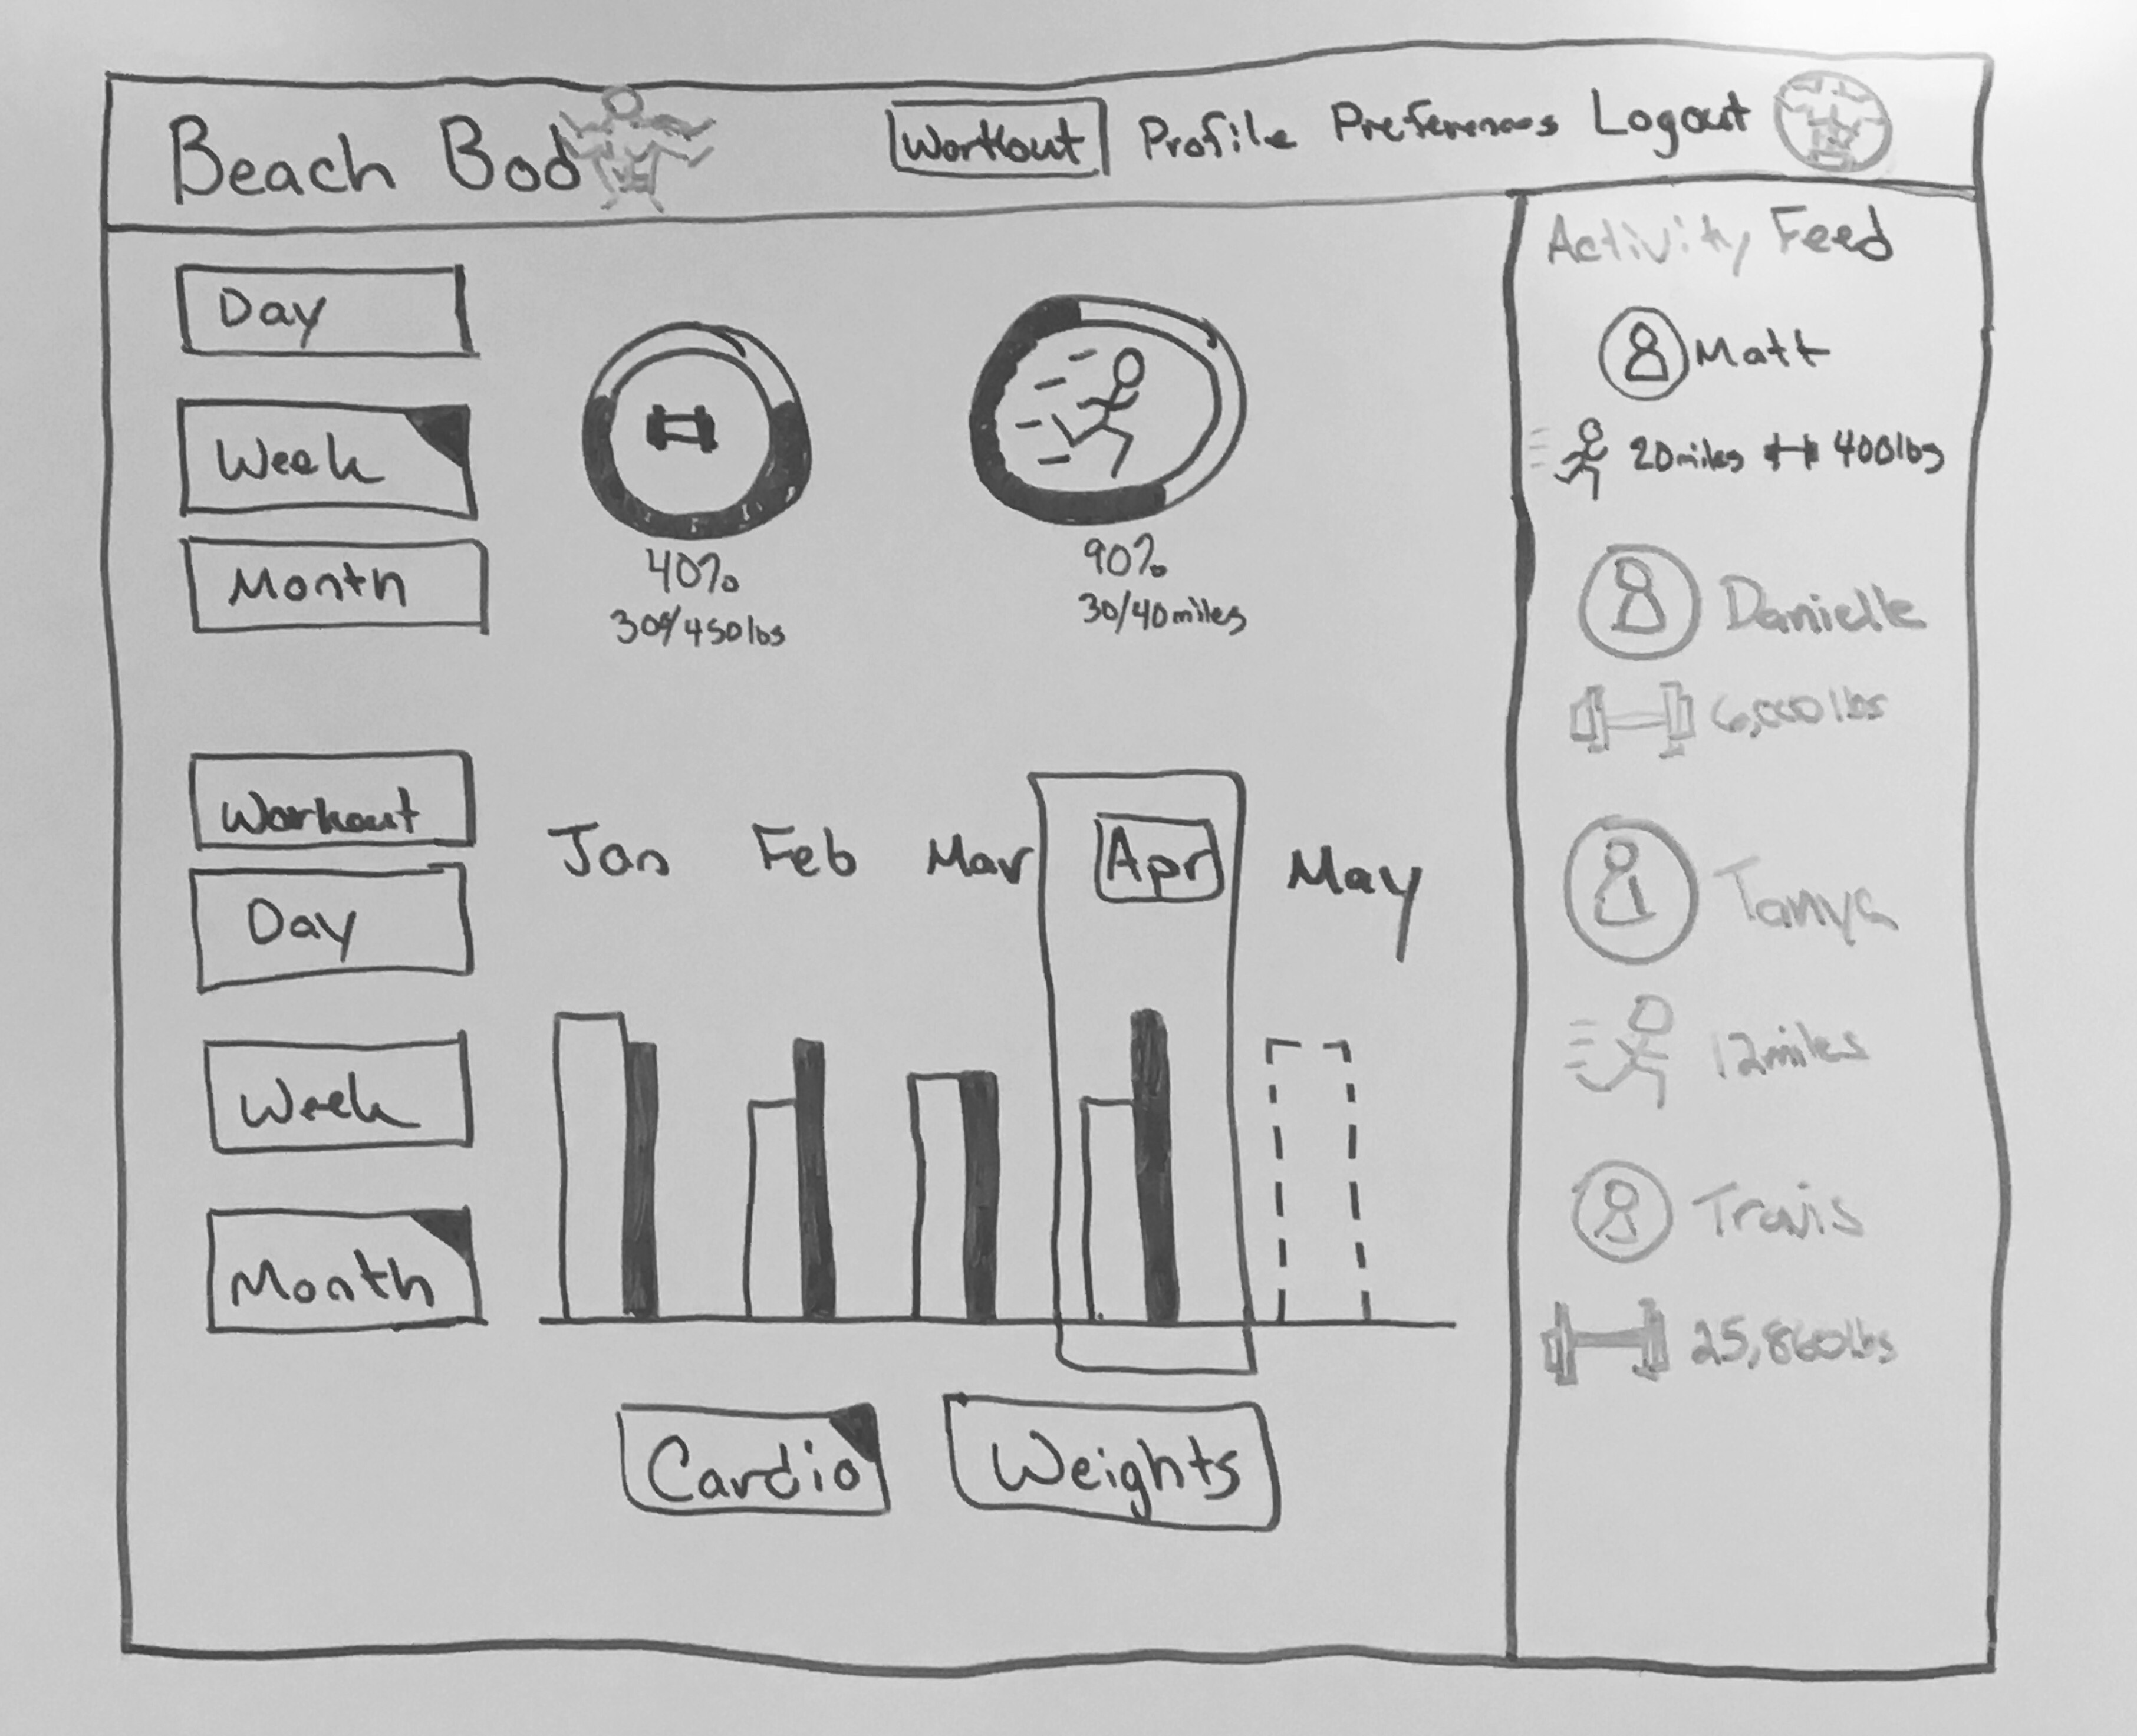 Beach Bod
Workout Profile Preferences Logout
Activity Feed
Day
Week
Month
40%
/450lbs
90%
30/40miles
Matt
20miles 400lbs
Danielle
6,000lbs
Tanya
12miles
Travis
25,860lbs
Workout
Day
Week
Month
Jan Feb Mar Apr May
Cardio Weights